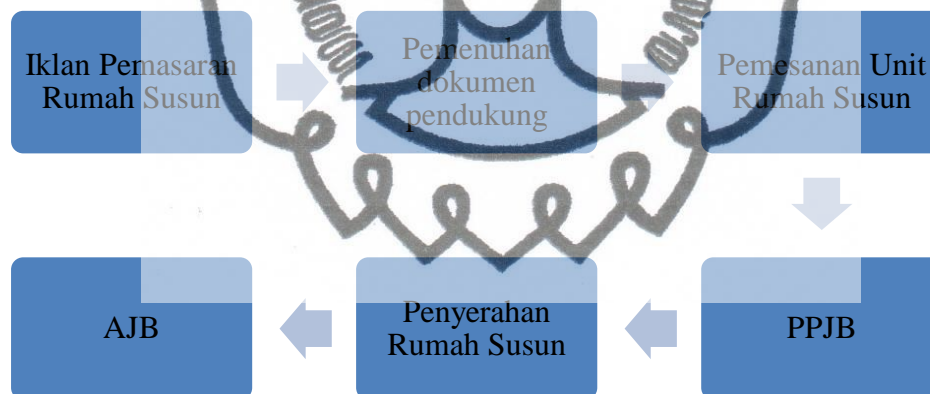 Iklan Pemasaran
Rumah Susun
Pemenuhan
dokumen
pendukung
Pemesanan Unit
Rumah Susun
PPJB
Penyerahan
Rumah Susun
AJB